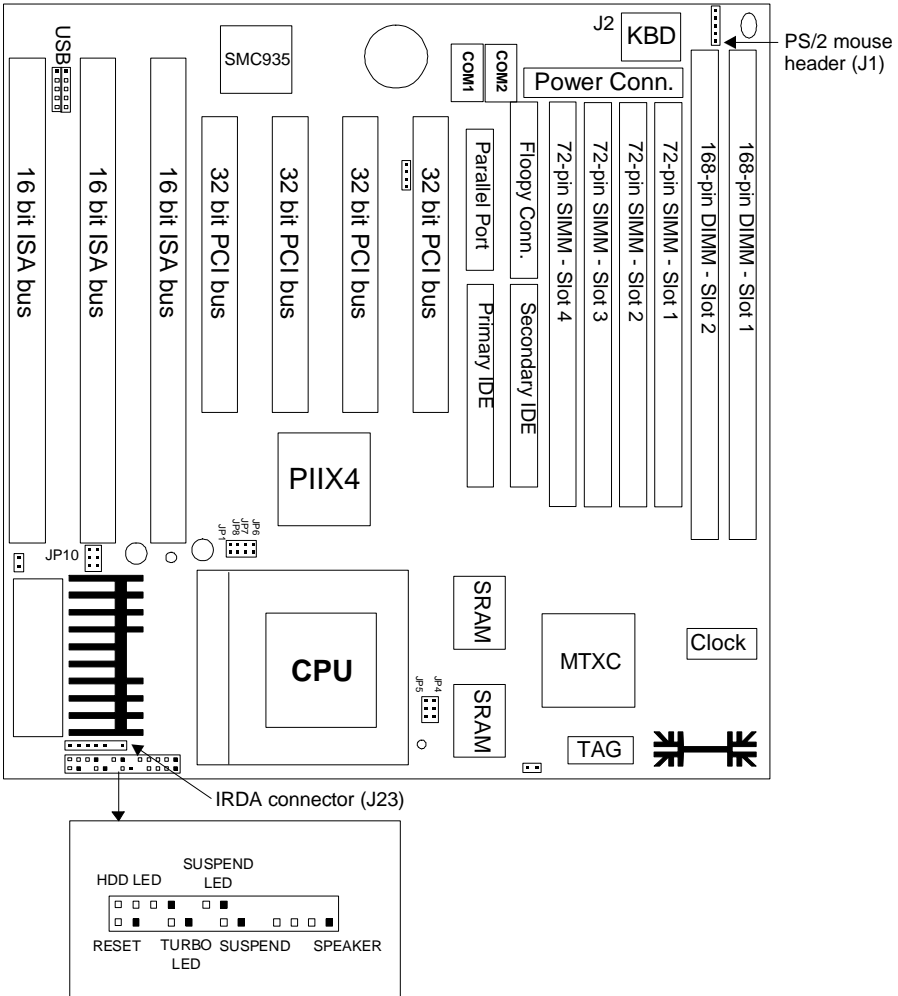 J2
KBD
PS/2 mouse
header (J1)
USB
SMC935
COM1
COM2
Power Conn.
16 bit ISA bus
16 bit ISA bus
16 bit ISA bus
32 bit PCI bus
32 bit PCI bus
32 bit PCI bus
32 bit PCI bus
Parallel Port
Floopy Conn.
72-pin SIMM - Slot 4
72-pin SIMM - Slot 3
72-pin SIMM - Slot 2
72-pin SIMM - Slot 1
168-pin DIMM - Slot 2
168-pin DIMM - Slot 1
Primary IDE
Secondary IDE
PIIX4
JP1
JP8
JP7
JP6
JP10
CPU
SRAM
MTXC
Clock
JP5
JP4
SRAM
TAG
IRDA connector (J23)
SUSPEND
LED
HDD LED
RESET
TURBO
LED
SUSPEND
SPEAKER